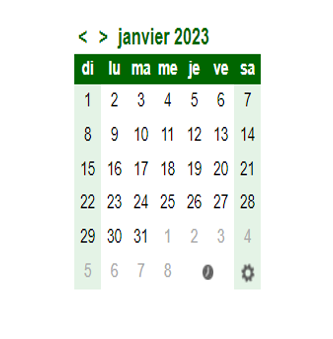 < > janvier 2023
di lu ma me je ve sa
1 2 3 4 5 6 7
8 9 10 11 12 13 14
15 16 17 18 19 20 21
22 23 24 25 26 27 28
29 30 31 1 2 3 4
5 6 7 8